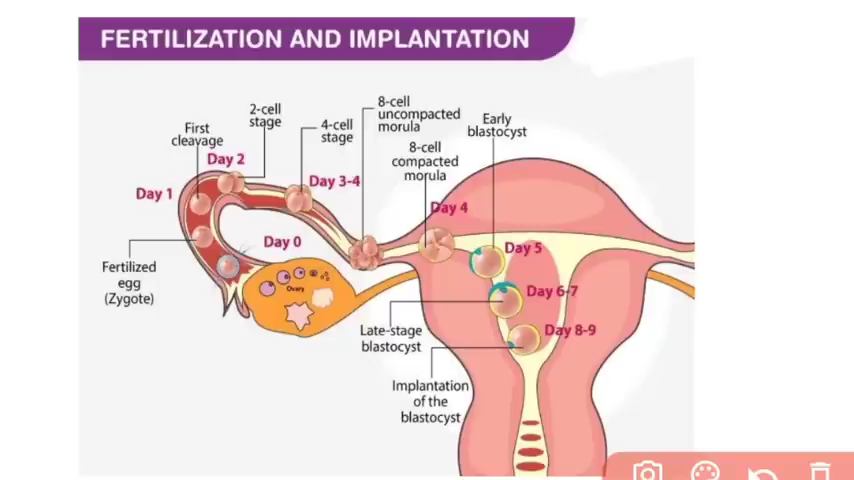 FERTILIZATION AND IMPLANTATION
8-cell
uncompacted
morula
2-cell
stage
First
cleavage
4-cell
stage
Early
blastocyst
8-cell
compacted
morula
Day 2
Day 3-4
Day 1
Day 4
Day 0
Day 5
Fertilized
egg
(Zygote)
Ovary
Day 6-7
Late-stage
blastocyst
Day 8-9
Implantation
of the
blastocyst